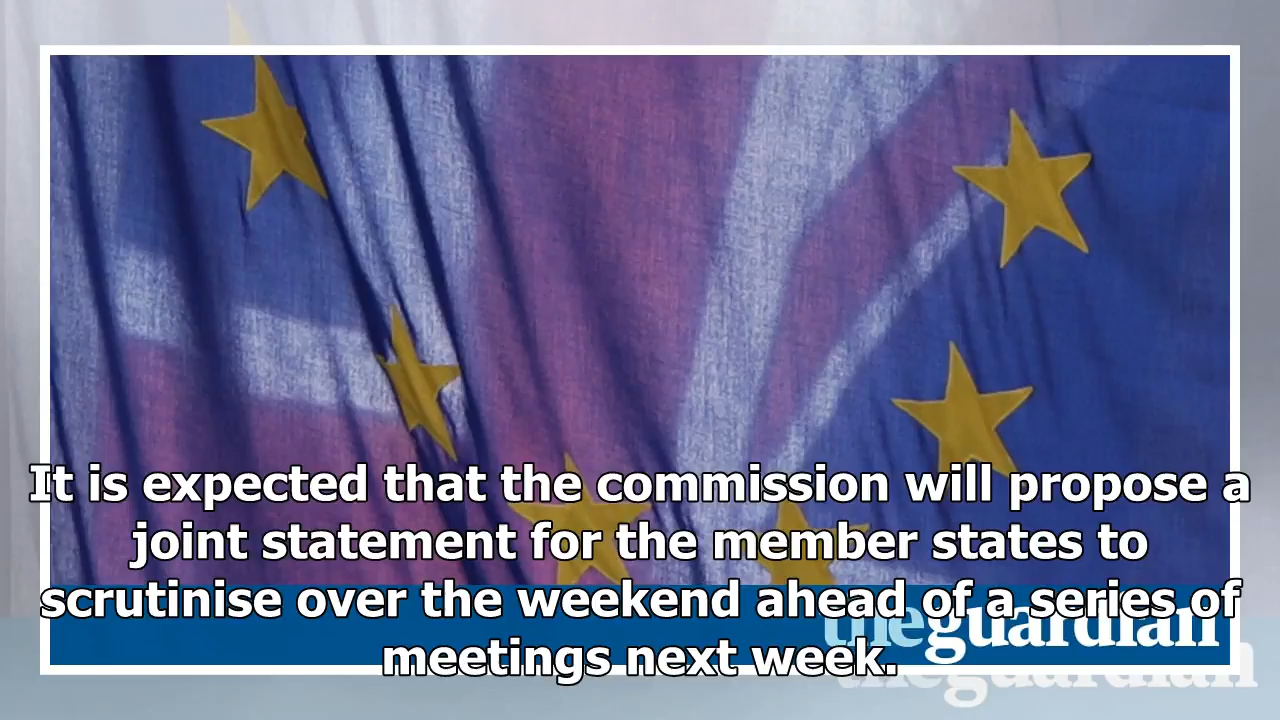 It is expected that the commission will propose a
joint statement for the member states to
scrutinise over the weekend ahead of a series of
meetings next week.
theguardian
theguardian